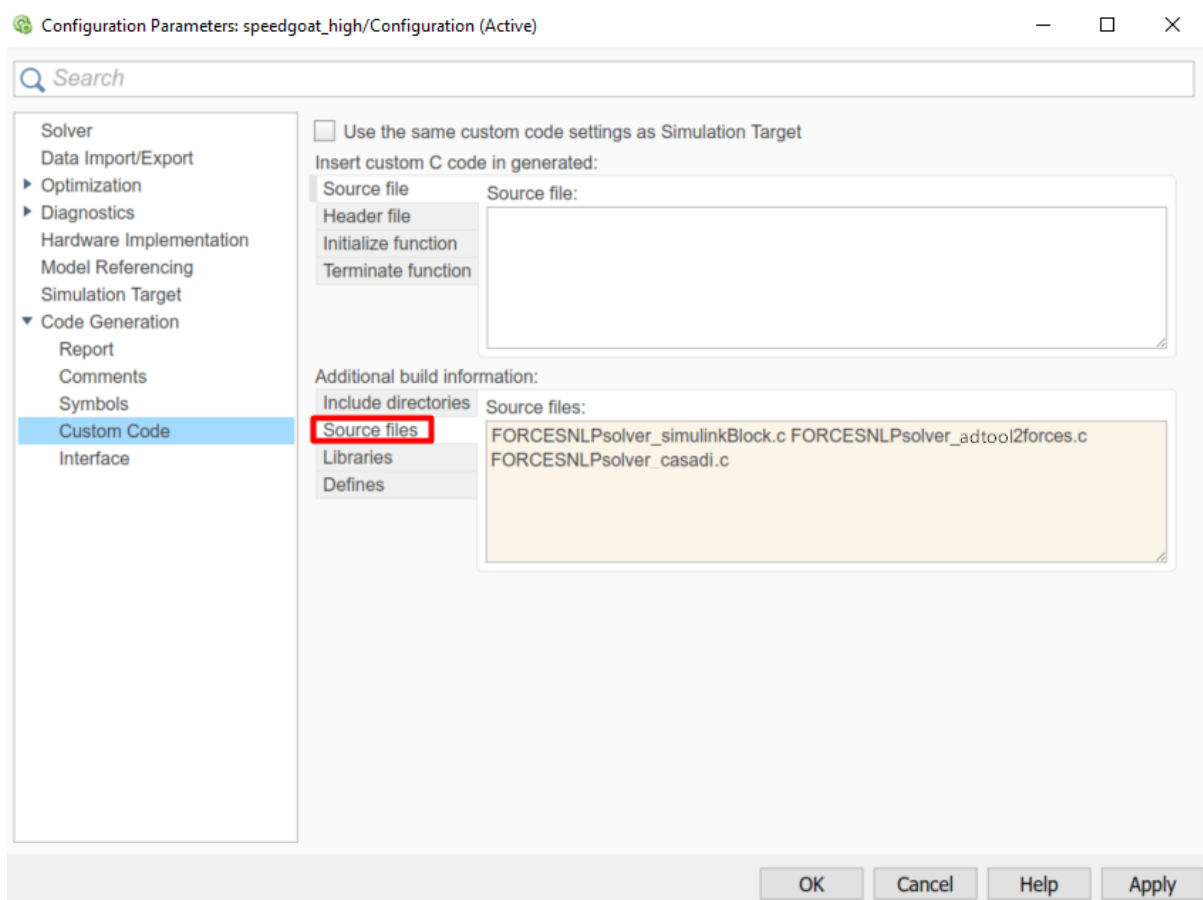 Configuration Parameters: speedgoat_high/Configuration (Active)
Search
Solver
Data Import/Export
Optimization
Diagnostics
Hardware Implementation
Model Referencing
Simulation Target
Code Generation
Report
Comments
Symbols
Custom Code
Interface
Use the same custom code settings as Simulation Target
Insert custom C code in generated:
Source file
Header file
Initialize function
Terminate function
Source file:
Additional build information:
Include directories
Source files
Libraries
Defines
Source files:
FORCESNLPsolver_simulinkBlock.c FORCESNLPsolver_adtool2forces.c
FORCESNLPsolver_casadi.c
OK Cancel Help Apply